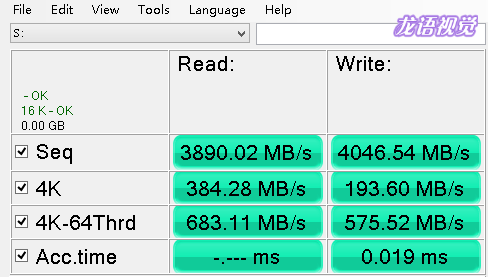 File Edit View Tools Language Help
S:
龙语视觉
Read: Write:
- OK
16 K - OK
0.00 GB
Seq 3890.02 MB/s 4046.54 MB/s
4K 384.28 MB/s 193.60 MB/s
4K-64Thrd 683.11 MB/s 575.52 MB/s
Acc.time -.--- ms 0.019 ms